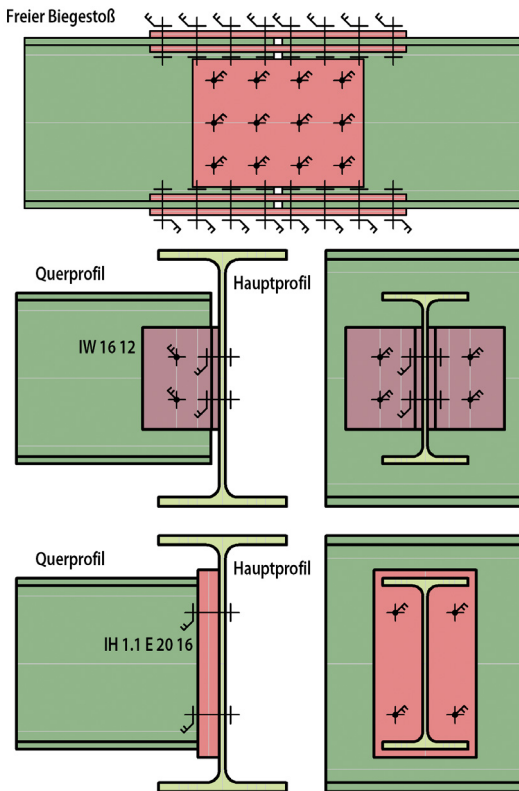 Freier Biegestoß
Querprofil
Hauptprofil
IW 16 12
Querprofil
Hauptprofil
IH 1.1 E 20 16